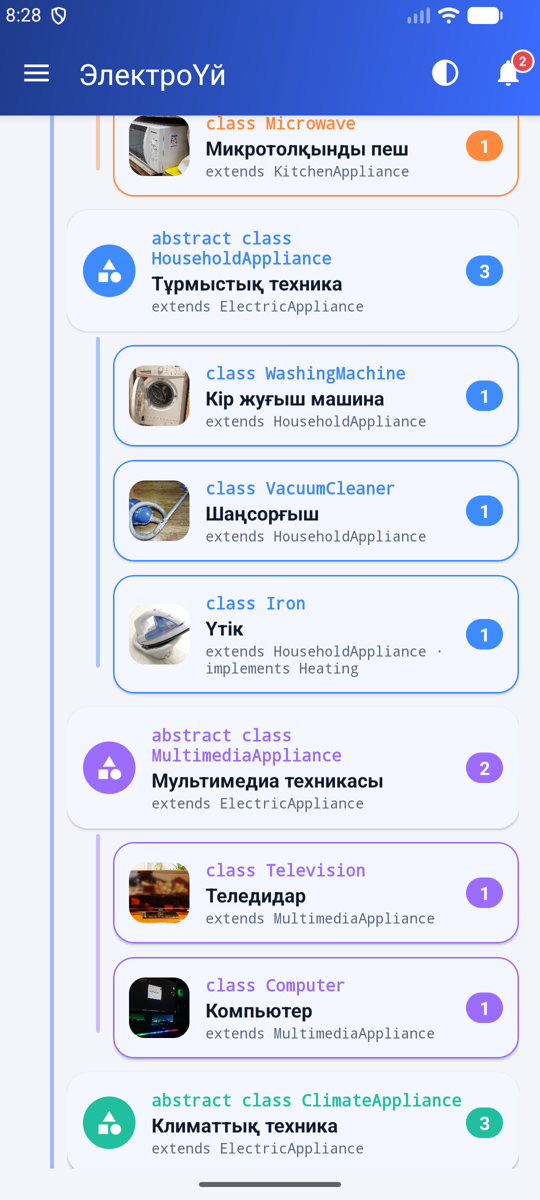 8:28
ЭлектроҮй
2
class Microwave
Микротолқынды пеш
extends KitchenAppliance
1
abstract class
HouseholdAppliance
Тұрмыстық техника
extends ElectricAppliance
3
class WashingMachine
Кір жуғыш машина
extends HouseholdAppliance
1
class VacuumCleaner
Шаңсорғыш
extends HouseholdAppliance
1
class Iron
Үтік
extends HouseholdAppliance ·
implements Heating
1
abstract class
MultimediaAppliance
Мультимедиа техникасы
extends ElectricAppliance
2
class Television
Теледидар
extends MultimediaAppliance
1
class Computer
Компьютер
extends MultimediaAppliance
1
abstract class ClimateAppliance
Климаттық техника
extends ElectricAppliance
3